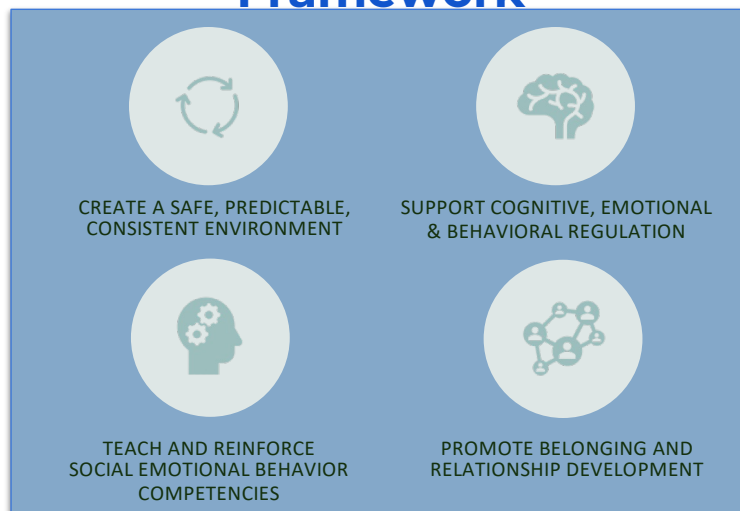 Framework
CREATE A SAFE, PREDICTABLE,
CONSISTENT ENVIRONMENT
SUPPORT COGNITIVE, EMOTIONAL
& BEHAVIORAL REGULATION
TEACH AND REINFORCE
SOCIAL EMOTIONAL BEHAVIOR
COMPETENCIES
PROMOTE BELONGING AND
RELATIONSHIP DEVELOPMENT